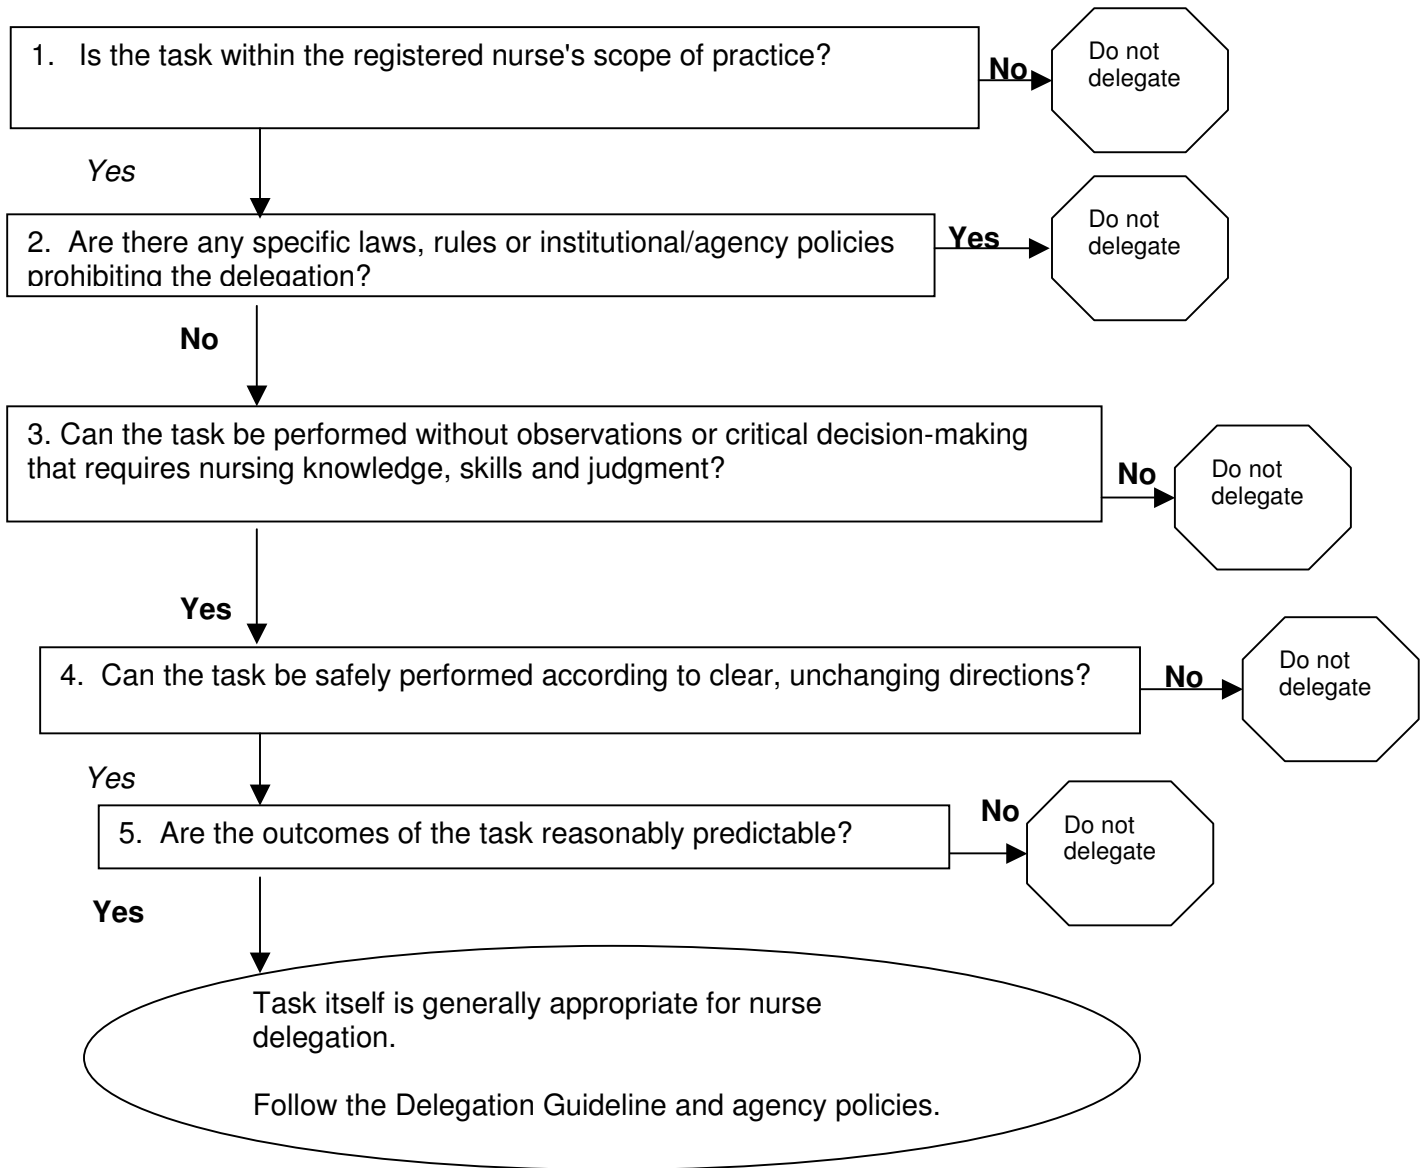 1. Is the task within the registered nurse's scope of practice?
No
Do not
delegate
Yes
2. Are there any specific laws, rules or institutional/agency policies
prohibiting the delegation?
Yes
Do not
delegate
No
3. Can the task be performed without observations or critical decision-making
that requires nursing knowledge, skills and judgment?
No
Do not
delegate
Yes
4. Can the task be safely performed according to clear, unchanging directions?
No
Do not
delegate
Yes
5. Are the outcomes of the task reasonably predictable?
No
Do not
delegate
Yes
Task itself is generally appropriate for nurse
delegation.
Follow the Delegation Guideline and agency policies.